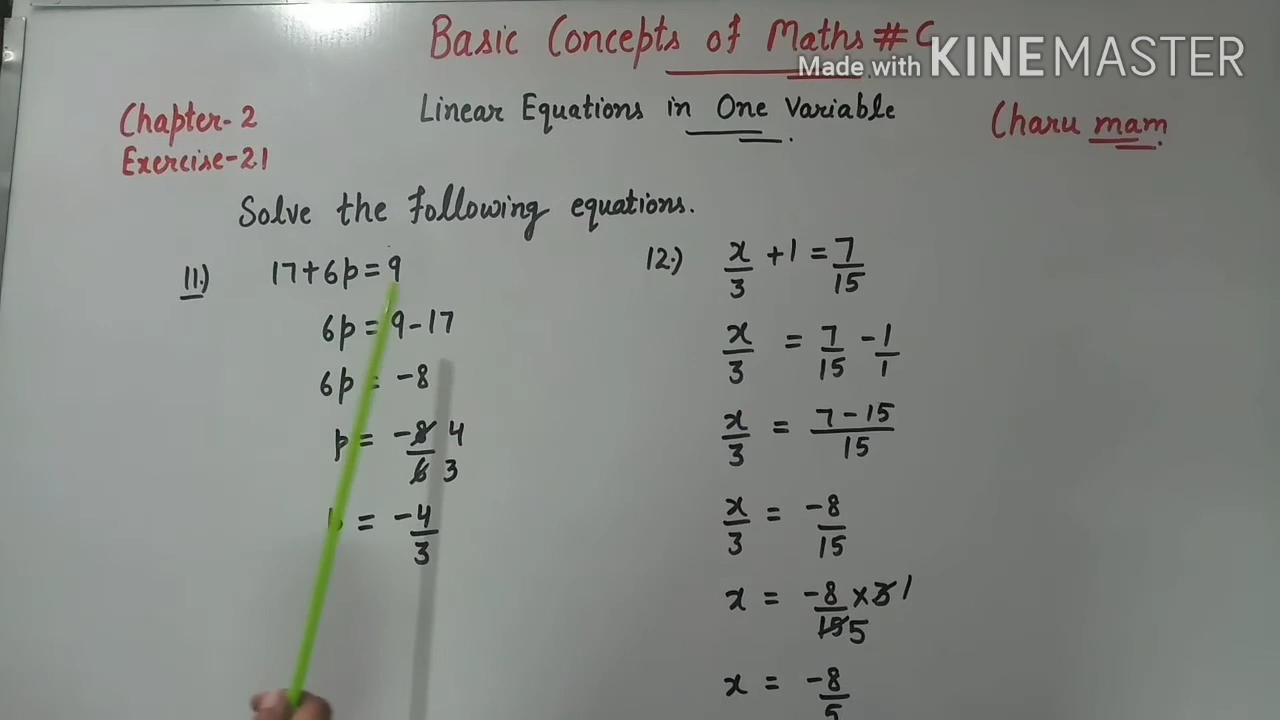 Basic Concepts of Maths #
Made with KINEMASTER
Linear Equations in One Variable
Chapter-2
Exercise-2.1
Charu mam
Solve the following equations.
11.) 17+6p=9
6p = 9-17
6p = -8
p = -8/6 4/3
= -4/3
12.) x/3 +1 = 7/15
x/3 = 7/15 - 1/1
x/3 = 7-15/15
x/3 = -8/15
x = -8/15 × 3 1 5
x = -8/5